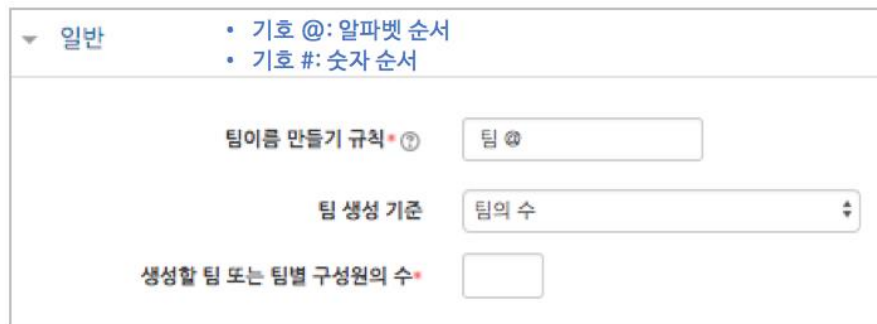 일반
• 기호 @: 알파벳 순서
• 기호 #: 숫자 순서
팀이름 만들기 규칙* ? 팀 @
팀 생성 기준 팀의 수
생성할 팀 또는 팀별 구성원의 수*